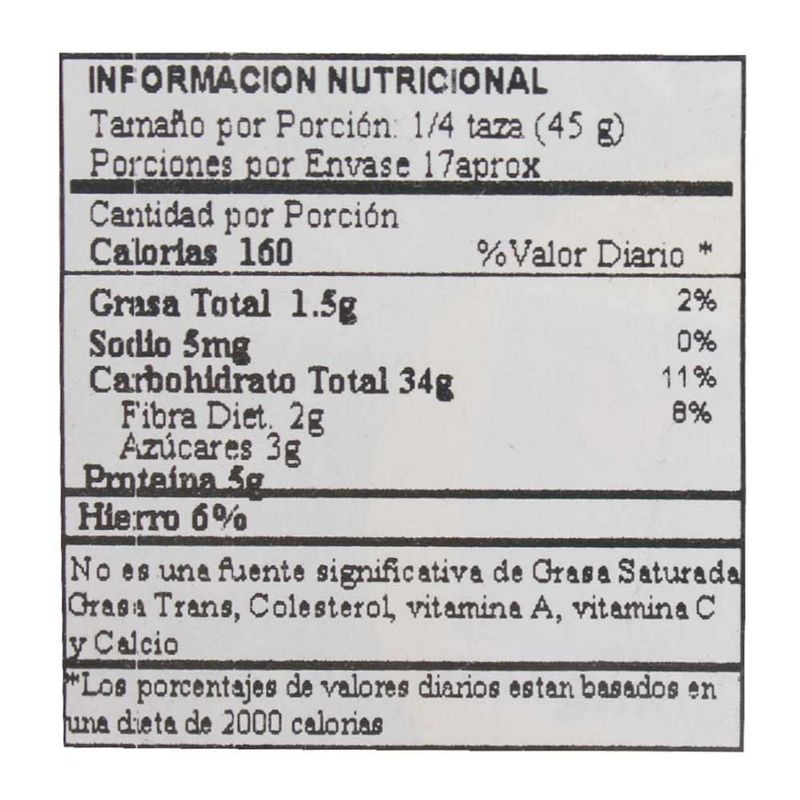 INFORMACION NUTRICIONAL
Tamaño por Porción: 1/4 taza (45 g)
Porciones por Envase 17aprox
Cantidad por Porción
Calorias 160 %Valor Diario *
Grasa Total 1.5g 2%
Sodio 5mg 0%
Carbohidrato Total 34g 11%
Fibra Diet. 2g 8%
Azúcares 3g
Proteina 5g
Hierro 6%
No es una fuente significativa de Grasa Saturada
Grasa Trans, Colesterol, vitamina A, vitamina C
y Calcio
*Los porcentajes de valores diarios estan basados en
una dieta de 2000 calorias